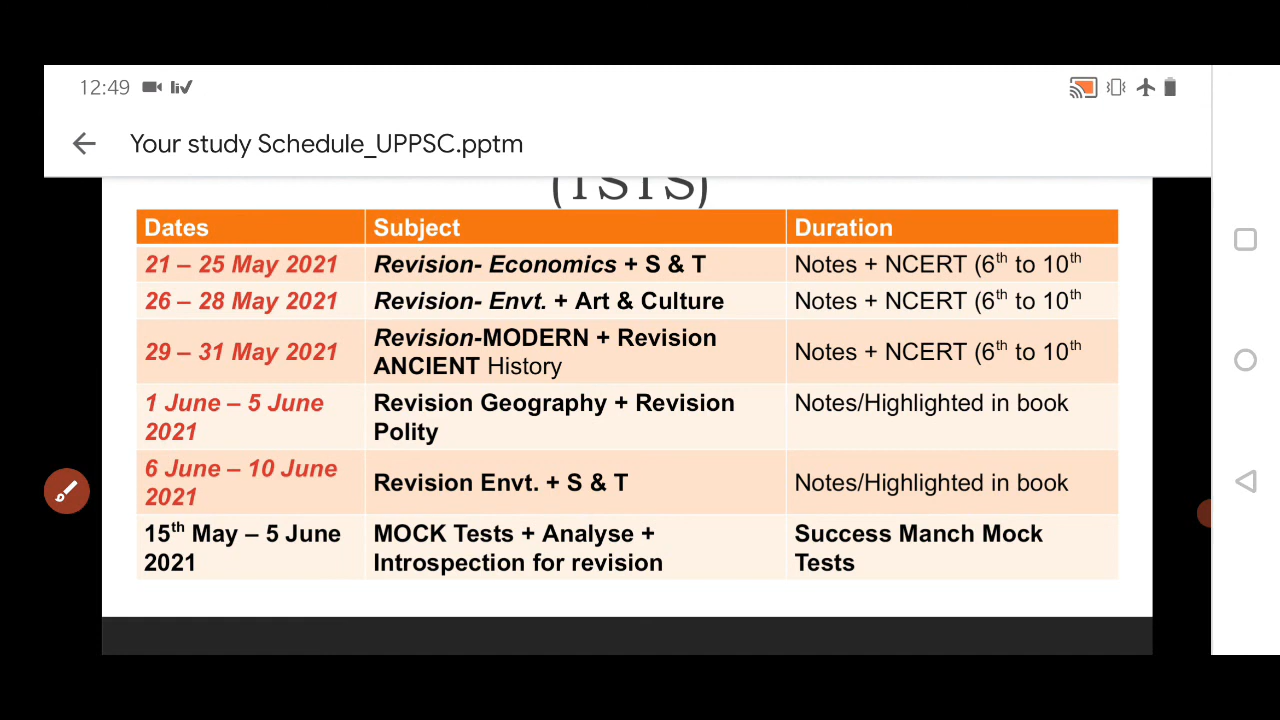 12:49
Your study Schedule_UPPSC.pptm
(TSTS)
Dates Subject Duration
21 – 25 May 2021 Revision- Economics + S & T Notes + NCERT (6th to 10th
26 – 28 May 2021 Revision- Envt. + Art & Culture Notes + NCERT (6th to 10th
29 – 31 May 2021 Revision-MODERN + Revision Notes + NCERT (6th to 10th
ANCIENT History
1 June – 5 June Revision Geography + Revision Notes/Highlighted in book
2021 Polity
6 June – 10 June Revision Envt. + S & T Notes/Highlighted in book
2021
15th May – 5 June MOCK Tests + Analyse + Success Manch Mock
2021 Introspection for revision Tests